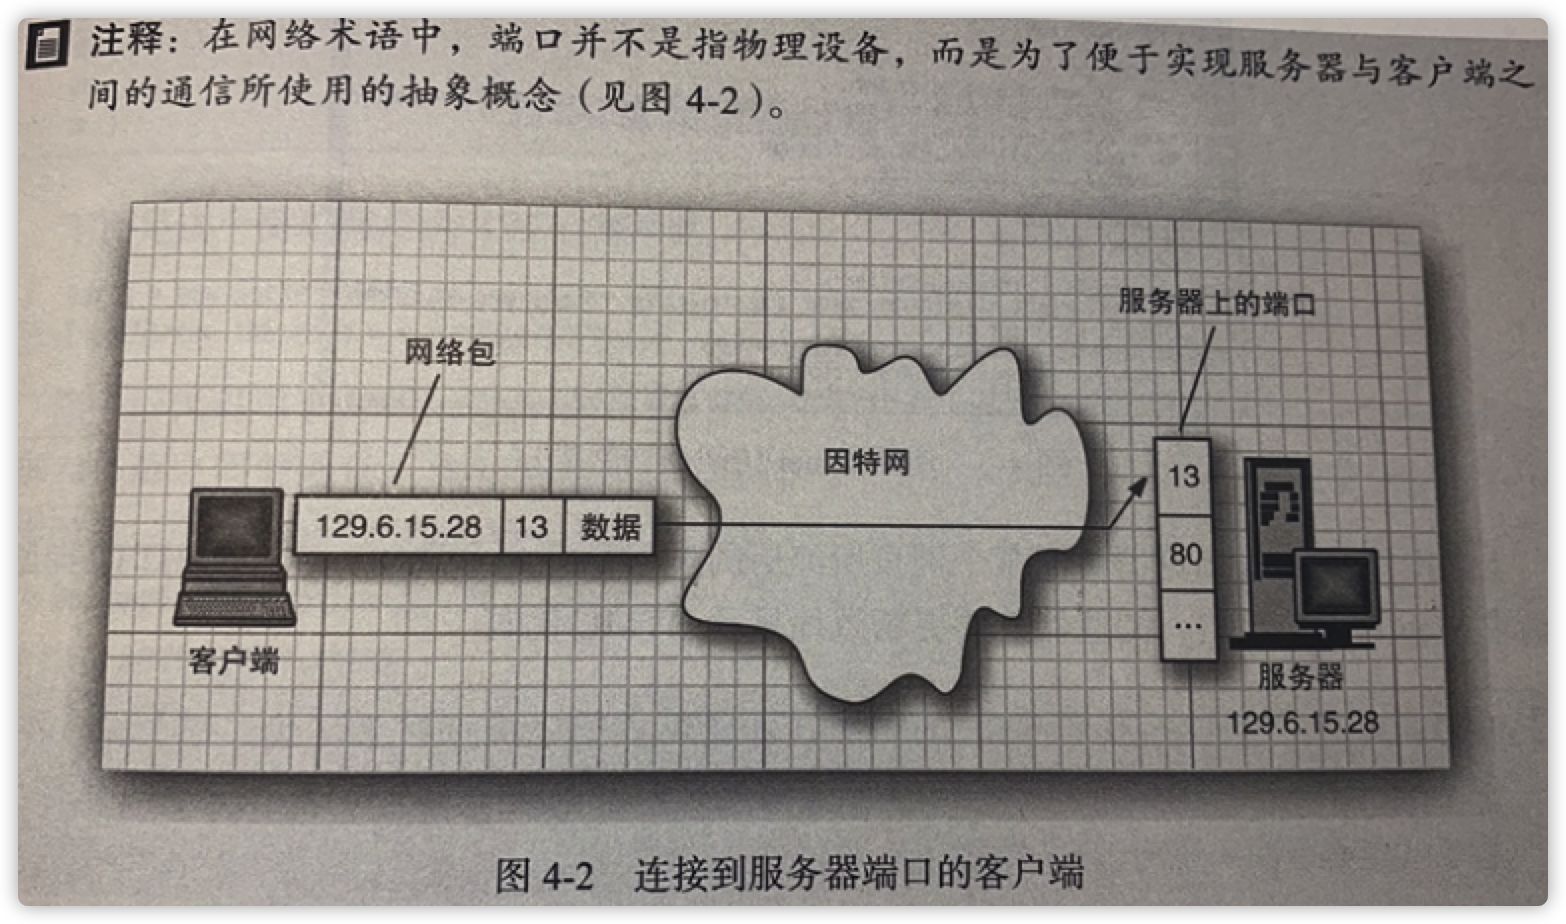 注释：在网络术语中，端口并不是指物理设备，而是为了便于实现服务器与客户端之
间的通信所使用的抽象概念（见图 4-2）。
服务器上的端口
网络包
因特网
13
129.6.15.28 13 数据
80
...
客户端
服务器
129.6.15.28
图 4-2 连接到服务器端口的客户端